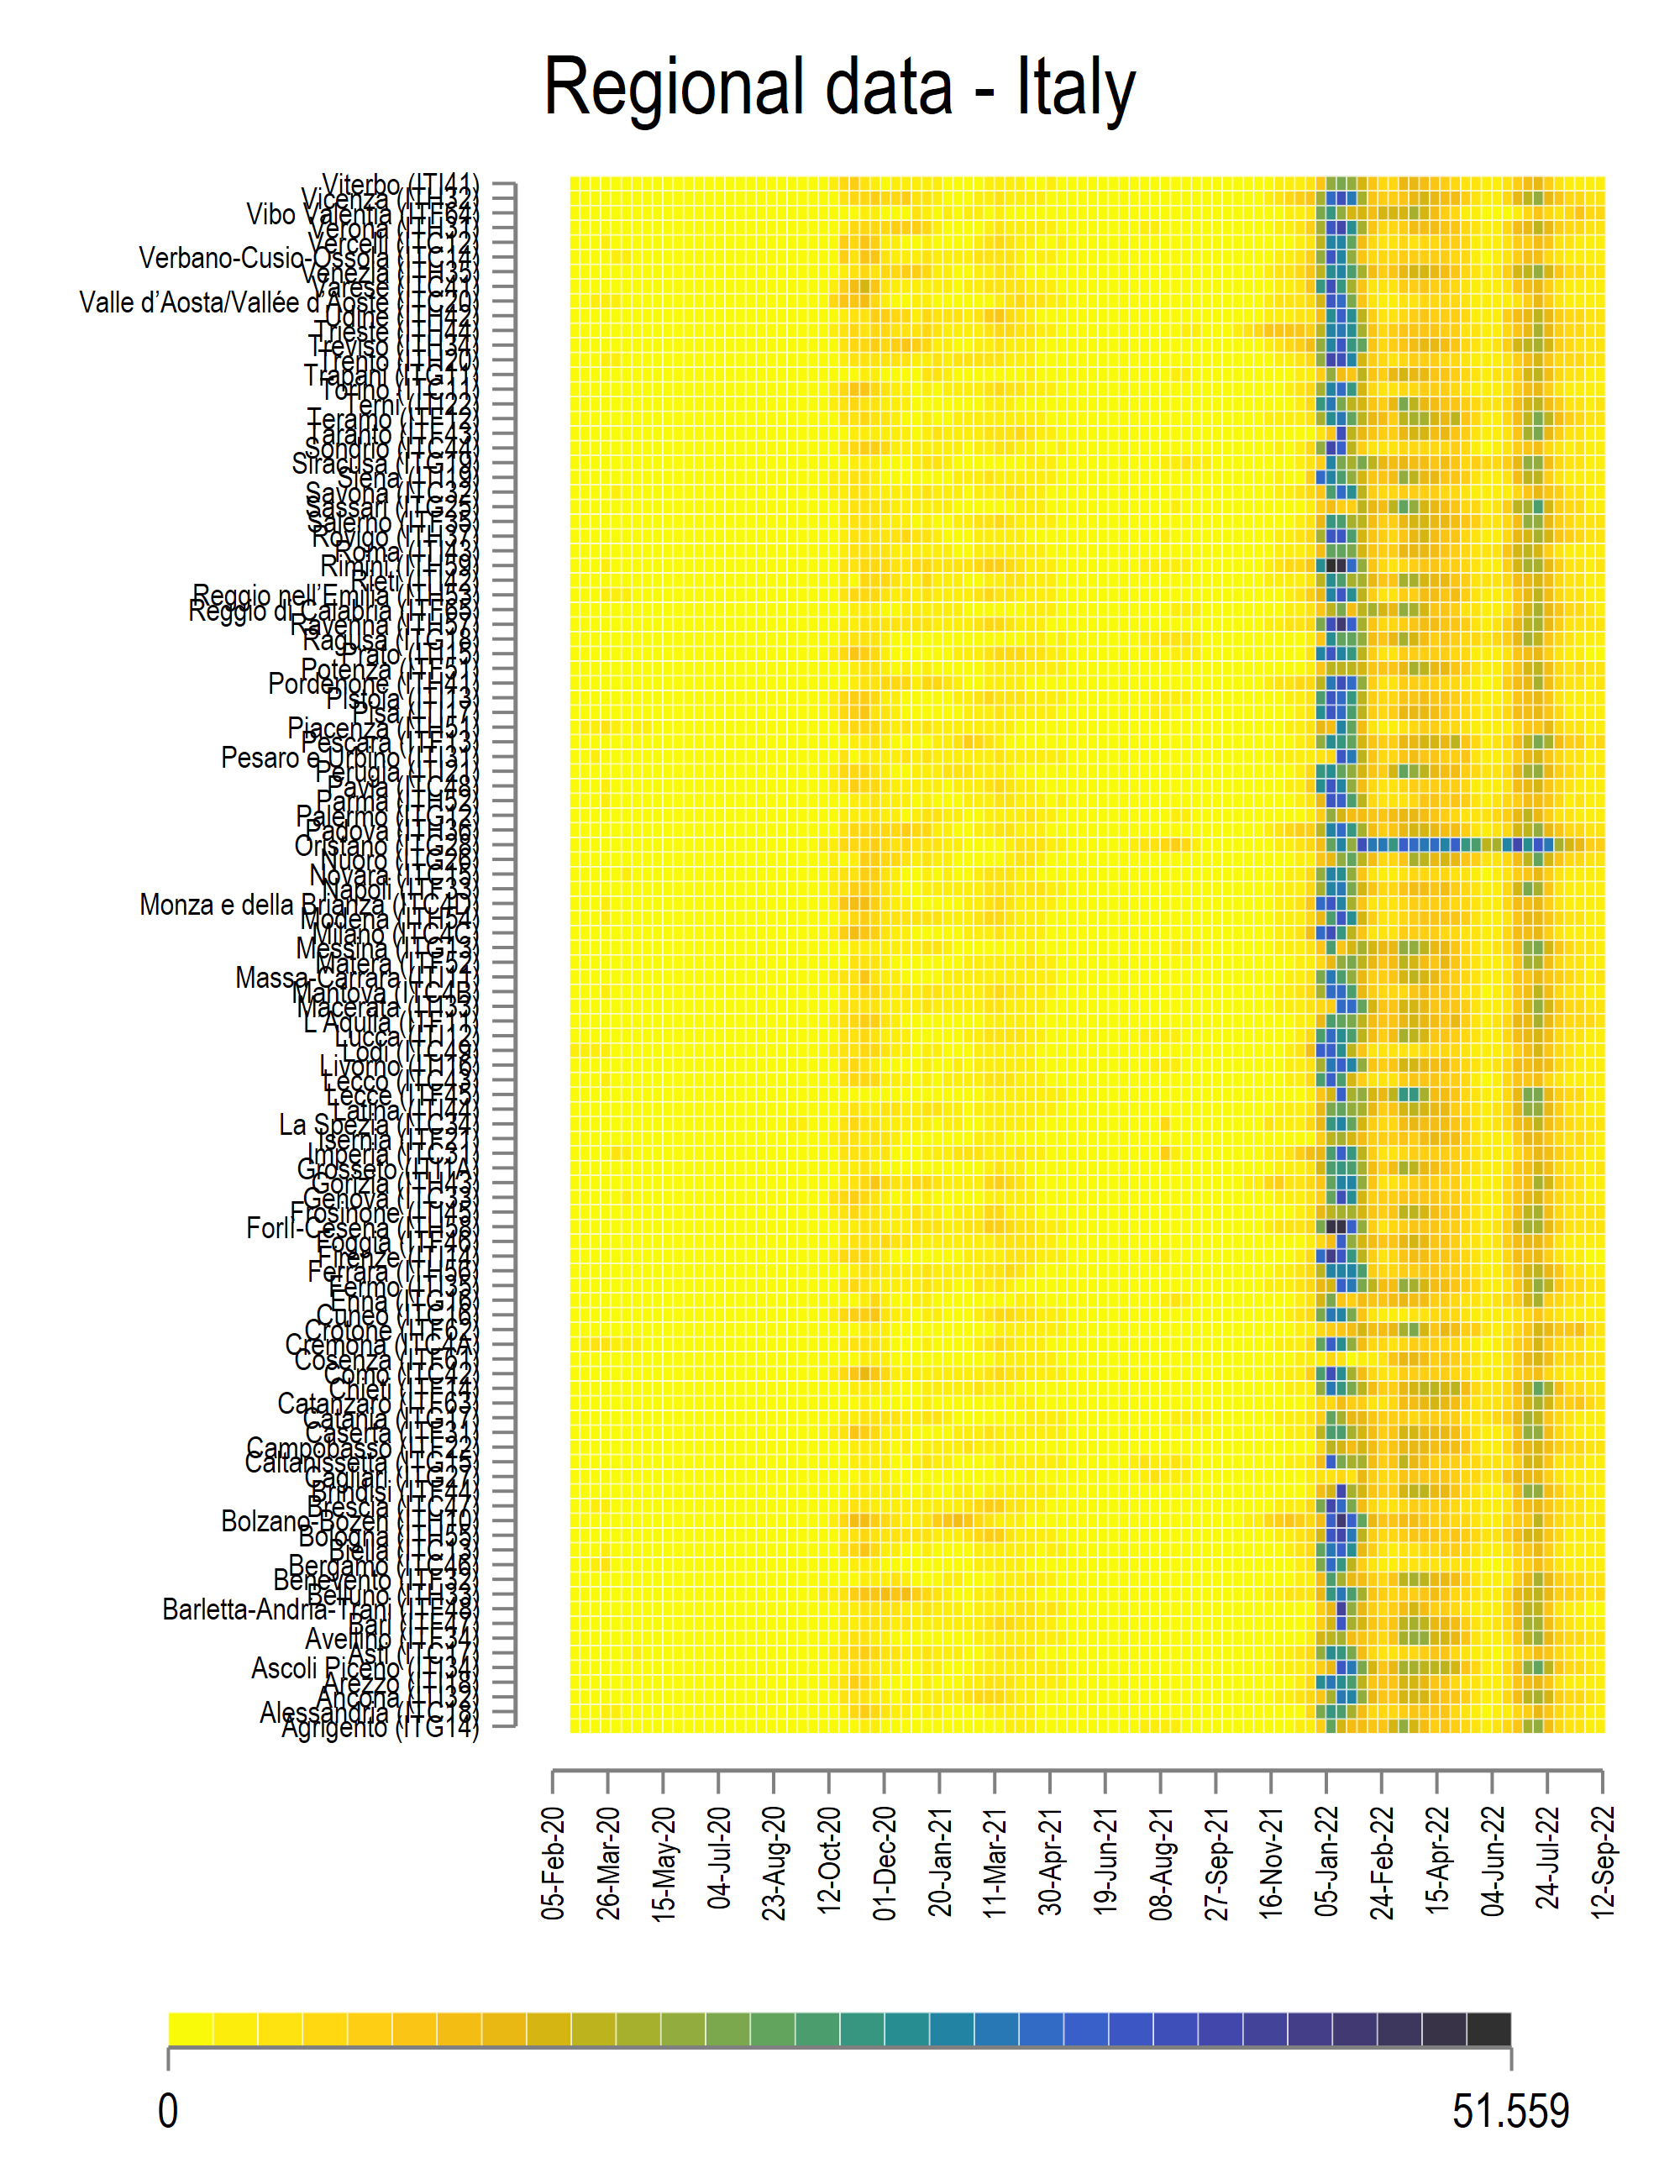 Regional data - Italy
Viterbo (ITI41)
Vicenza (ITH32)
Vibo Valentia (ITF64)
Verona (ITH31)
Vercelli (ITC12)
Verbano-Cusio-Ossola (ITC14)
Venezia (ITH35)
Varese (ITC41)
Valle d’Aosta/Vallée d’Aoste (ITC20)
Udine (ITH42)
Trieste (ITH44)
Treviso (ITH34)
Trento (ITH20)
Trapani (ITG11)
Torino (ITC11)
Terni (ITI22)
Teramo (ITF12)
Taranto (ITF43)
Sondrio (ITC44)
Siracusa (ITG19)
Siena (ITI19)
Savona (ITC32)
Sassari (ITG25)
Salerno (ITF35)
Rovigo (ITH37)
Roma (ITI43)
Rimini (ITH59)
Rieti (ITI42)
Reggio nell’Emilia (ITH53)
Reggio di Calabria (ITF65)
Ravenna (ITH57)
Ragusa (ITG18)
Prato (ITI15)
Potenza (ITF51)
Pordenone (ITH41)
Pistoia (ITI13)
Pisa (ITI17)
Piacenza (ITH51)
Pescara (ITF13)
Pesaro e Urbino (ITI31)
Perugia (ITI21)
Pavia (ITC48)
Parma (ITH52)
Palermo (ITG12)
Padova (ITH36)
Oristano (ITG28)
Nuoro (ITG26)
Novara (ITC15)
Napoli (ITF33)
Monza e della Brianza (ITC4D)
Modena (ITH54)
Milano (ITC4C)
Messina (ITG13)
Matera (ITF52)
Massa-Carrara (ITI11)
Mantova (ITC4B)
Macerata (ITI33)
L'Aquila (ITF11)
Lucca (ITI12)
Lodi (ITC49)
Livorno (ITI16)
Lecco (ITC43)
Lecce (ITF45)
Latina (ITI44)
La Spezia (ITC34)
Isernia (ITF21)
Imperia (ITC31)
Grosseto (ITI1A)
Gorizia (ITH43)
Genova (ITC33)
Frosinone (ITI45)
Forlì-Cesena (ITH58)
Foggia (ITF46)
Firenze (ITI14)
Ferrara (ITH56)
Fermo (ITI35)
Enna (ITG16)
Cuneo (ITC16)
Crotone (ITF62)
Cremona (ITC4A)
Cosenza (ITF61)
Como (ITC42)
Chieti (ITF14)
Catanzaro (ITF63)
Catania (ITG17)
Caserta (ITF31)
Campobasso (ITF22)
Caltanissetta (ITG15)
Cagliari (ITG27)
Brindisi (ITF44)
Brescia (ITC47)
Bolzano-Bozen (ITH10)
Bologna (ITH55)
Biella (ITC13)
Bergamo (ITC46)
Benevento (ITF32)
Belluno (ITH33)
Barletta-Andria-Trani (ITF48)
Bari (ITF47)
Avellino (ITF34)
Asti (ITC17)
Ascoli Piceno (ITI34)
Arezzo (ITI18)
Ancona (ITI32)
Alessandria (ITC18)
Agrigento (ITG14)
05-Feb-20
26-Mar-20
15-May-20
04-Jul-20
23-Aug-20
12-Oct-20
01-Dec-20
20-Jan-21
11-Mar-21
30-Apr-21
19-Jun-21
08-Aug-21
27-Sep-21
16-Nov-21
05-Jan-22
24-Feb-22
15-Apr-22
04-Jun-22
24-Jul-22
12-Sep-22
0
51.559